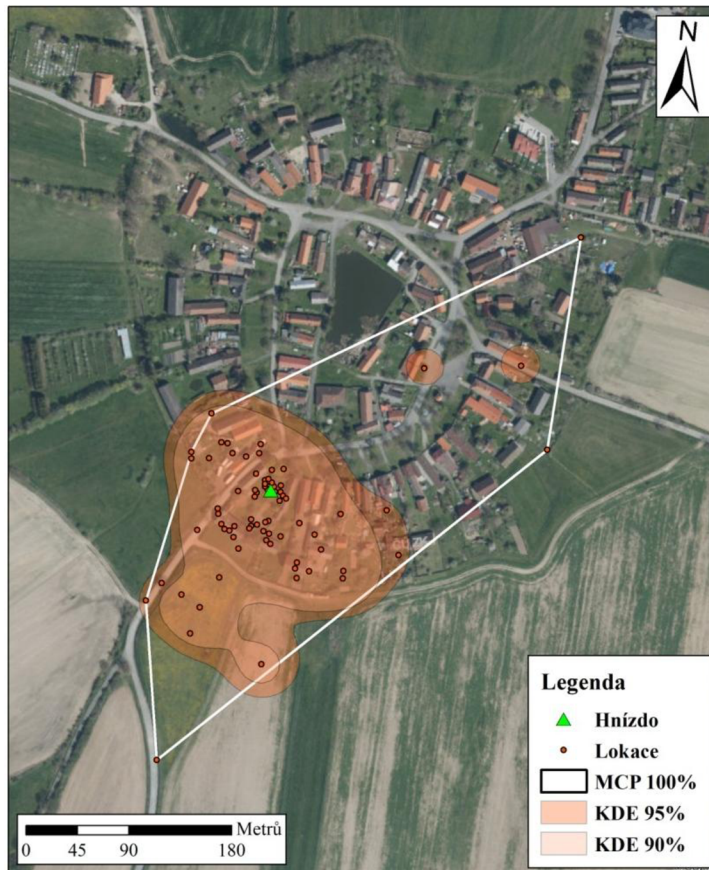 N
Legenda
Hnízdo
Lokace
MCP 100%
KDE 95%
KDE 90%
Metrů
0 45 90 180